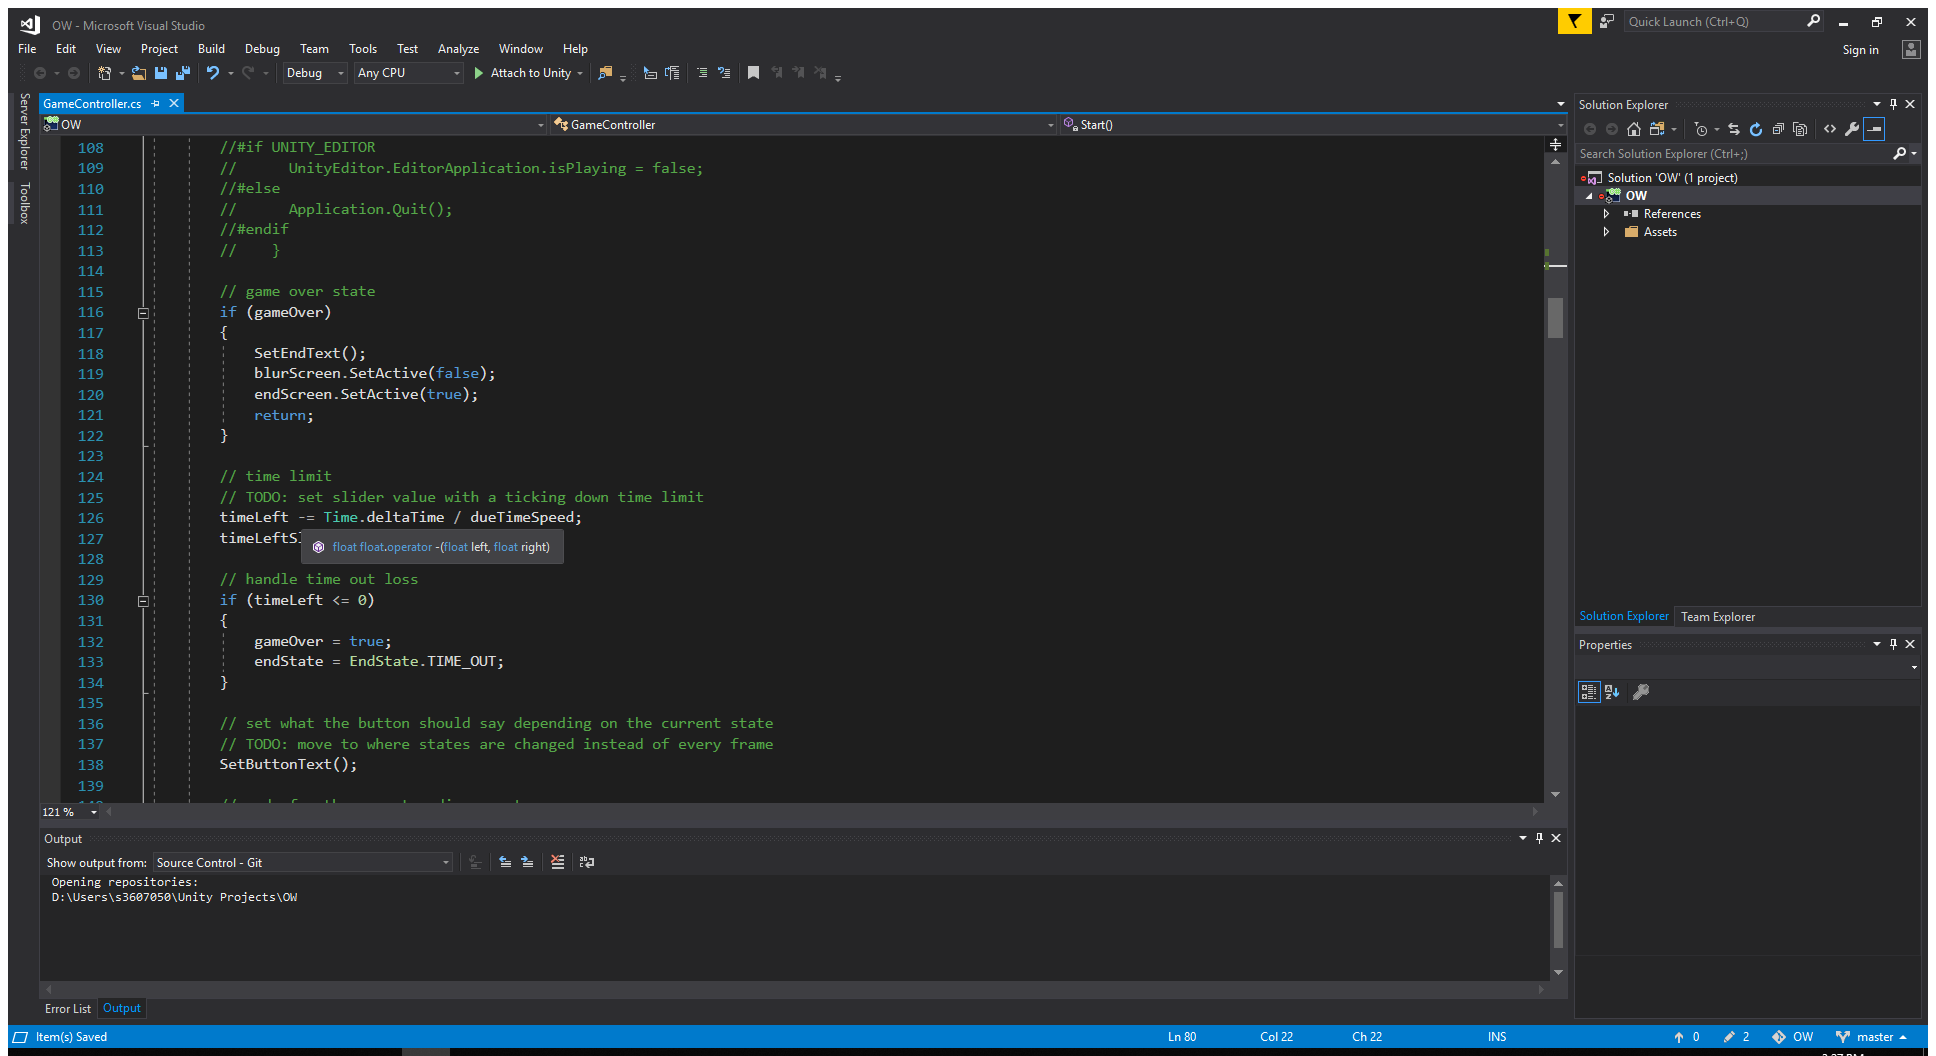 OW - Microsoft Visual Studio
Quick Launch (Ctrl+Q)
File Edit View Project Build Debug Team Tools Test Analyze Window Help
Sign in
Debug Any CPU Attach to Unity
Server Explorer
Toolbox
GameController.cs
OW GameController Start()
108 //#if UNITY_EDITOR
109 // UnityEditor.EditorApplication.isPlaying = false;
110 //#else
111 // Application.Quit();
112 //#endif
113 // }
114
115 // game over state
116 if (gameOver)
117 {
118 SetEndText();
119 blurScreen.SetActive(false);
120 endScreen.SetActive(true);
121 return;
122 }
123
124 // time limit
125 // TODO: set slider value with a ticking down time limit
126 timeLeft -= Time.deltaTime / dueTimeSpeed;
127 timeLeftSl
float float.operator -(float left, float right)
128
129 // handle time out loss
130 if (timeLeft <= 0)
131 {
132 gameOver = true;
133 endState = EndState.TIME_OUT;
134 }
135
136 // set what the button should say depending on the current state
137 // TODO: move to where states are changed instead of every frame
138 SetButtonText();
139
121 %
Output
Show output from: Source Control - Git
Opening repositories:
D:\Users\s3607050\Unity Projects\OW
Error List Output
Solution Explorer
Search Solution Explorer (Ctrl+;)
Solution 'OW' (1 project)
OW
References
Assets
Solution Explorer Team Explorer
Properties
Item(s) Saved Ln 80 Col 22 Ch 22 INS 0 2 OW master